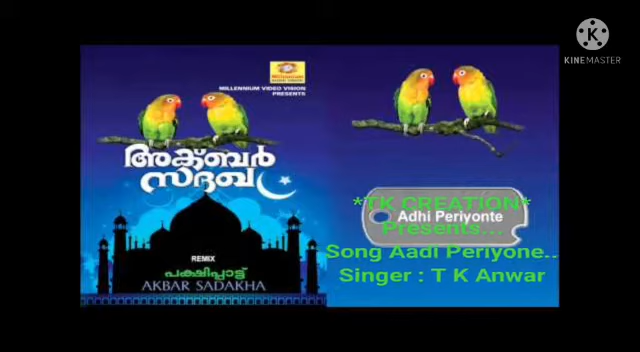 KINEMASTER
Millennium
MILLENNIUM VIDEO VISION
PRESENTS
അക്ബർ
സദഖ
REMIX
പക്ഷിപ്പാട്ട്
AKBAR SADAKHA
Adhi Periyonte
*TK CREATION*
Presents...
Song Aadi Periyone..
Singer : T K Anwar